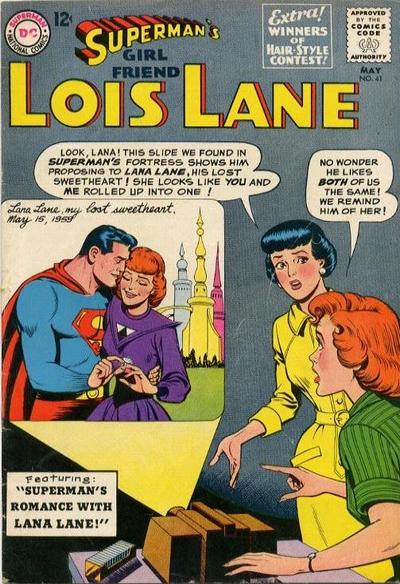 SUPERMAN
DC
NATIONAL COMICS
12¢
SUPERMAN'S
GIRL
FRIEND
LOIS LANE
Extra!
WINNERS
OF
HAIR-STYLE
CONTEST!
APPROVED
BY THE
COMICS
CODE
AUTHORITY
MAY
NO. 41
LOOK, LANA! THIS SLIDE WE FOUND IN
SUPERMAN'S FORTRESS SHOWS HIM
PROPOSING TO LANA LANE, HIS LOST
SWEETHEART! SHE LOOKS LIKE YOU AND
ME ROLLED UP INTO ONE!
NO WONDER
HE LIKES
BOTH OF US
THE SAME!
WE REMIND
HIM OF HER!
Lana Lane, my lost sweetheart.
May 15, 1959
Featuring:
"SUPERMAN'S
ROMANCE WITH
LANA LANE!"